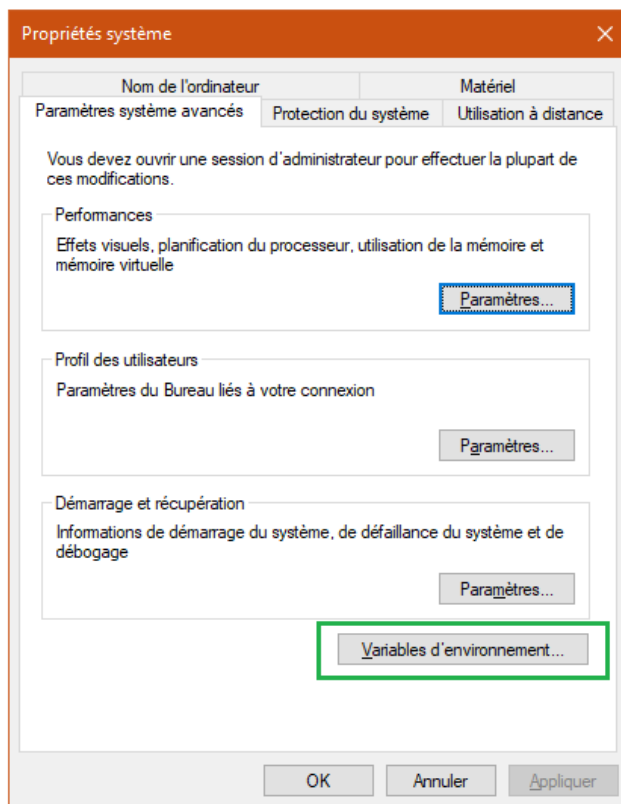 Propriétés système
Nom de l'ordinateur
Matériel
Paramètres système avancés
Protection du système
Utilisation à distance
Vous devez ouvrir une session d'administrateur pour effectuer la plupart de
ces modifications.
Performances
Effets visuels, planification du processeur, utilisation de la mémoire et
mémoire virtuelle
Paramètres...
Profil des utilisateurs
Paramètres du Bureau liés à votre connexion
Paramètres...
Démarrage et récupération
Informations de démarrage du système, de défaillance du système et de
débogage
Paramètres...
Variables d'environnement...
OK
Annuler
Appliquer